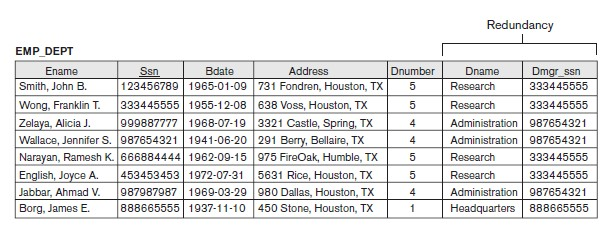 Redundancy
EMP_DEPT
Ename Ssn Bdate Address Dnumber Dname Dmgr_ssn
Smith, John B. 123456789 1965-01-09 731 Fondren, Houston, TX 5 Research 333445555
Wong, Franklin T. 333445555 1955-12-08 638 Voss, Houston, TX 5 Research 333445555
Zelaya, Alicia J. 999887777 1968-07-19 3321 Castle, Spring, TX 4 Administration 987654321
Wallace, Jennifer S. 987654321 1941-06-20 291 Berry, Bellaire, TX 4 Administration 987654321
Narayan, Ramesh K. 666884444 1962-09-15 975 FireOak, Humble, TX 5 Research 333445555
English, Joyce A. 453453453 1972-07-31 5631 Rice, Houston, TX 5 Research 333445555
Jabbar, Ahmad V. 987987987 1969-03-29 980 Dallas, Houston, TX 4 Administration 987654321
Borg, James E. 888665555 1937-11-10 450 Stone, Houston, TX 1 Headquarters 888665555